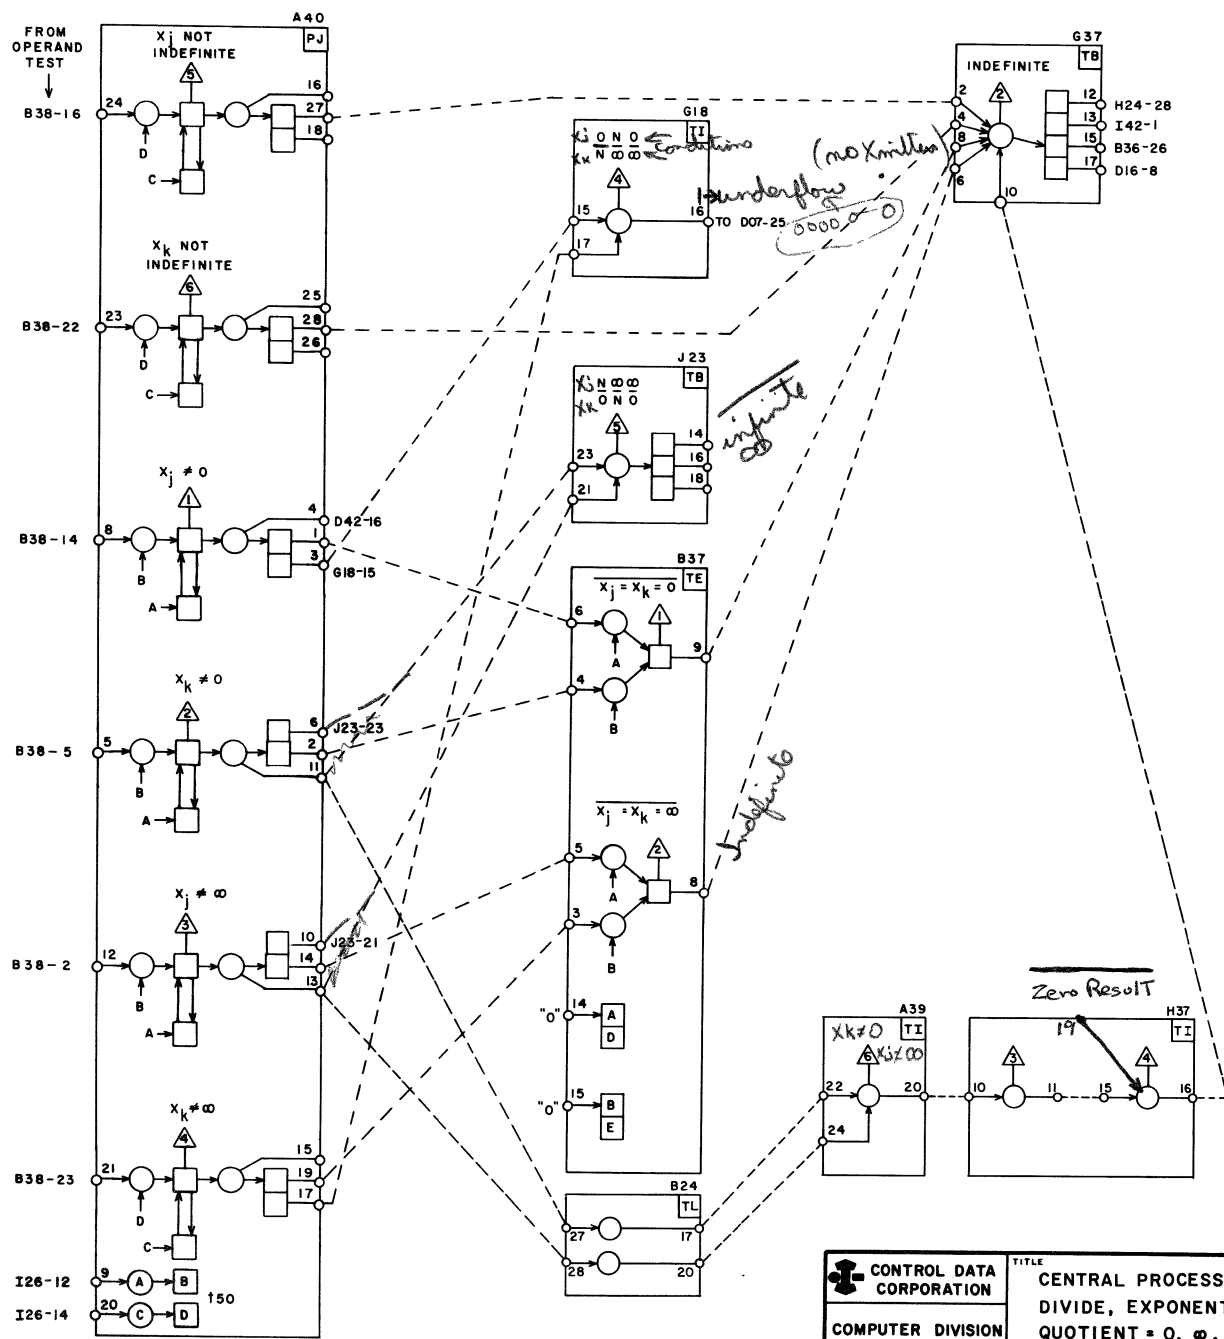 FROM
OPERAND
TEST
A40
PJ
Xj NOT
INDEFINITE
5
B38-16
24
16
27
18
D
C
Xk NOT
INDEFINITE
6
B38-22
23
25
28
26
D
C
Xj ≠ 0
1
B38-14
8
4
D42-16
1
3
G18-15
B
A
Xk ≠ 0
2
B38-5
5
6
J23-23
2
11
B
A
Xj ≠ ∞
3
B38-2
12
10
J23-21
14
13
B
A
Xk ≠ ∞
4
B38-23
21
15
19
17
D
C
I26-12
9
A
B
I26-14
20
C
D
↑50
G18
TI
Xj 0 N 0
Xk N ∞ ∞
Conditions
4
15
17
16
TO D07-25
1→underflow
0000 0 0
(no Xmitters)
J23
TB
Xj N ∞ ∞
Xk 0 N 0
5
23
21
14
16
18
infinite
∞
B37
TE
Xj = Xk = 0
1
6
A
4
B
9
Xj = Xk = ∞
2
5
A
3
B
8
Indefinite
"0"
14
A
D
"0"
15
B
E
B24
TL
27
17
28
20
G37
TB
INDEFINITE
2
2
4
8
6
10
12
H24-28
13
I42-1
15
B36-26
17
D16-8
A39
TI
Xk≠0
6
Xj≠∞
22
24
20
Zero Result
H37
TI
19
3
4
10
11
15
16
CONTROL DATA
CORPORATION
COMPUTER DIVISION
TITLE
CENTRAL PROCESS
DIVIDE, EXPONENT
QUOTIENT = 0, ∞,